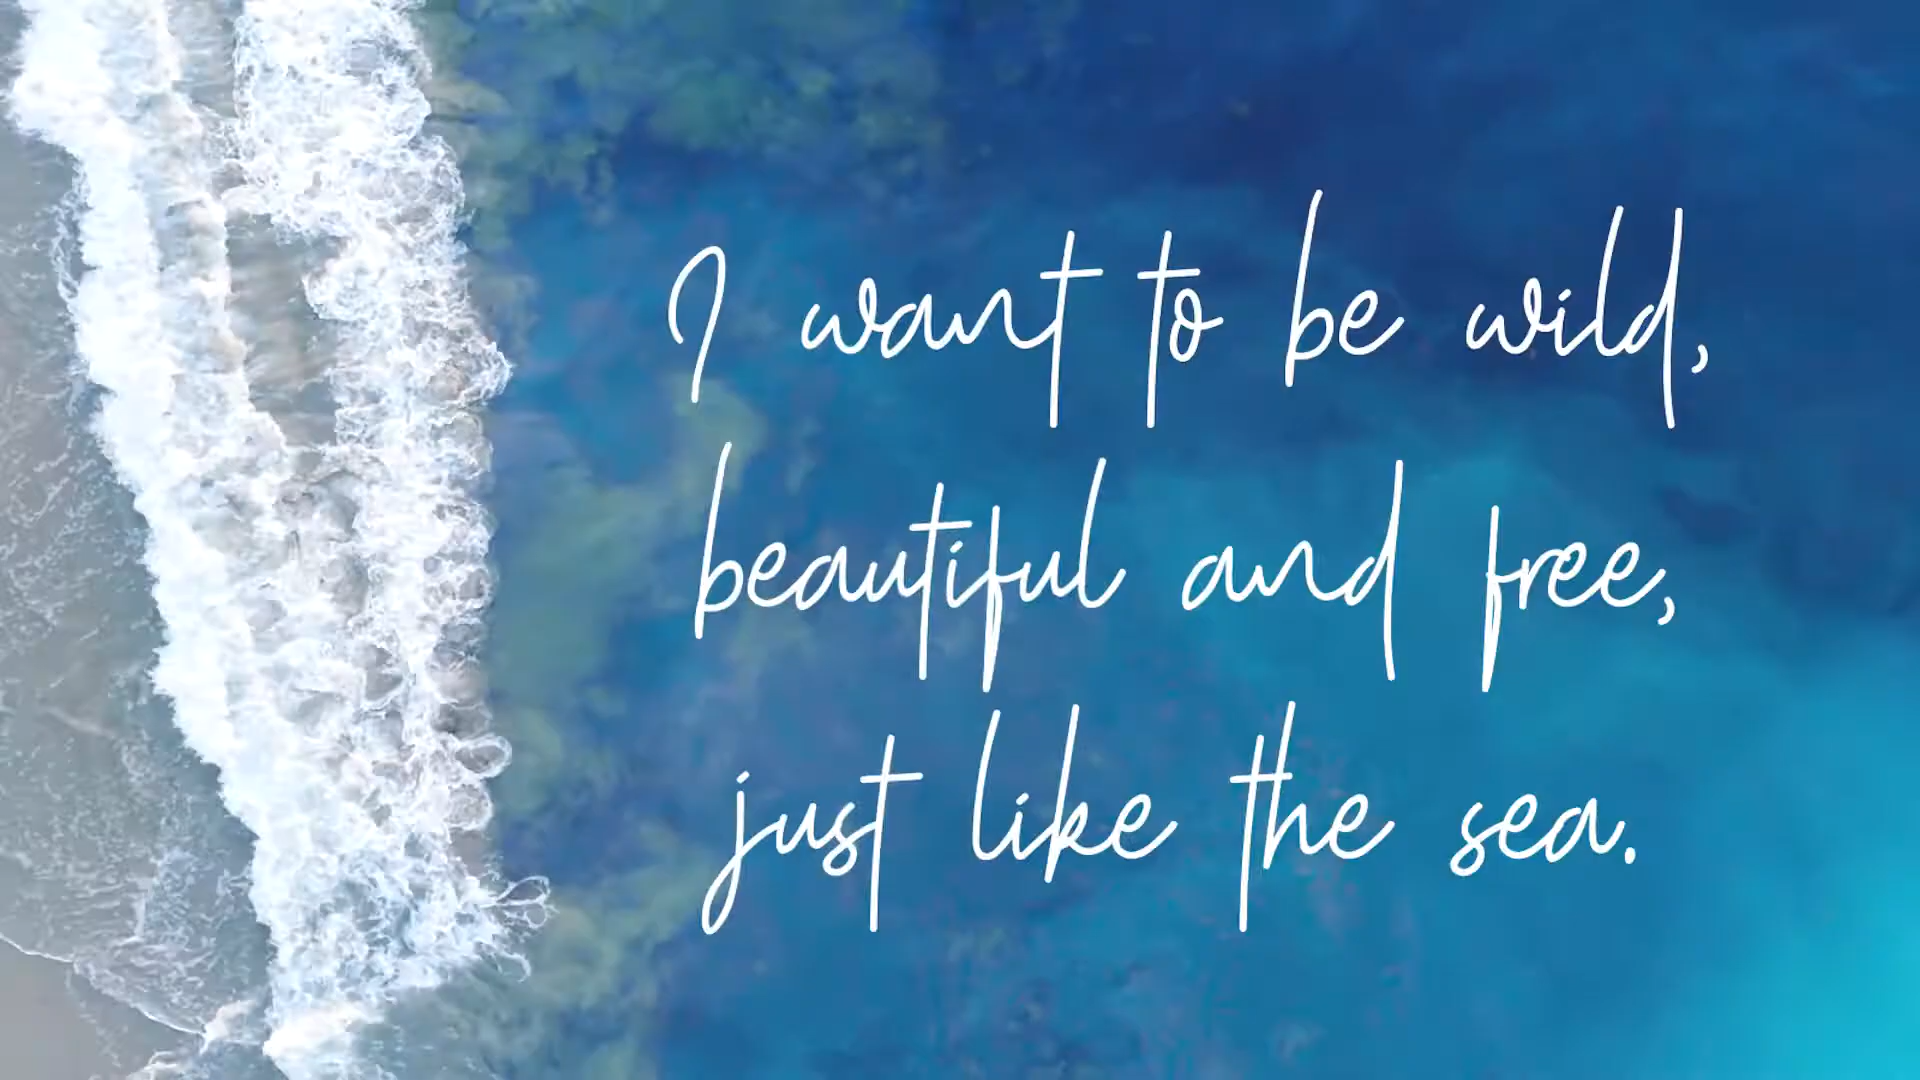 I want to be wild,
beautiful and free,
just like the sea.